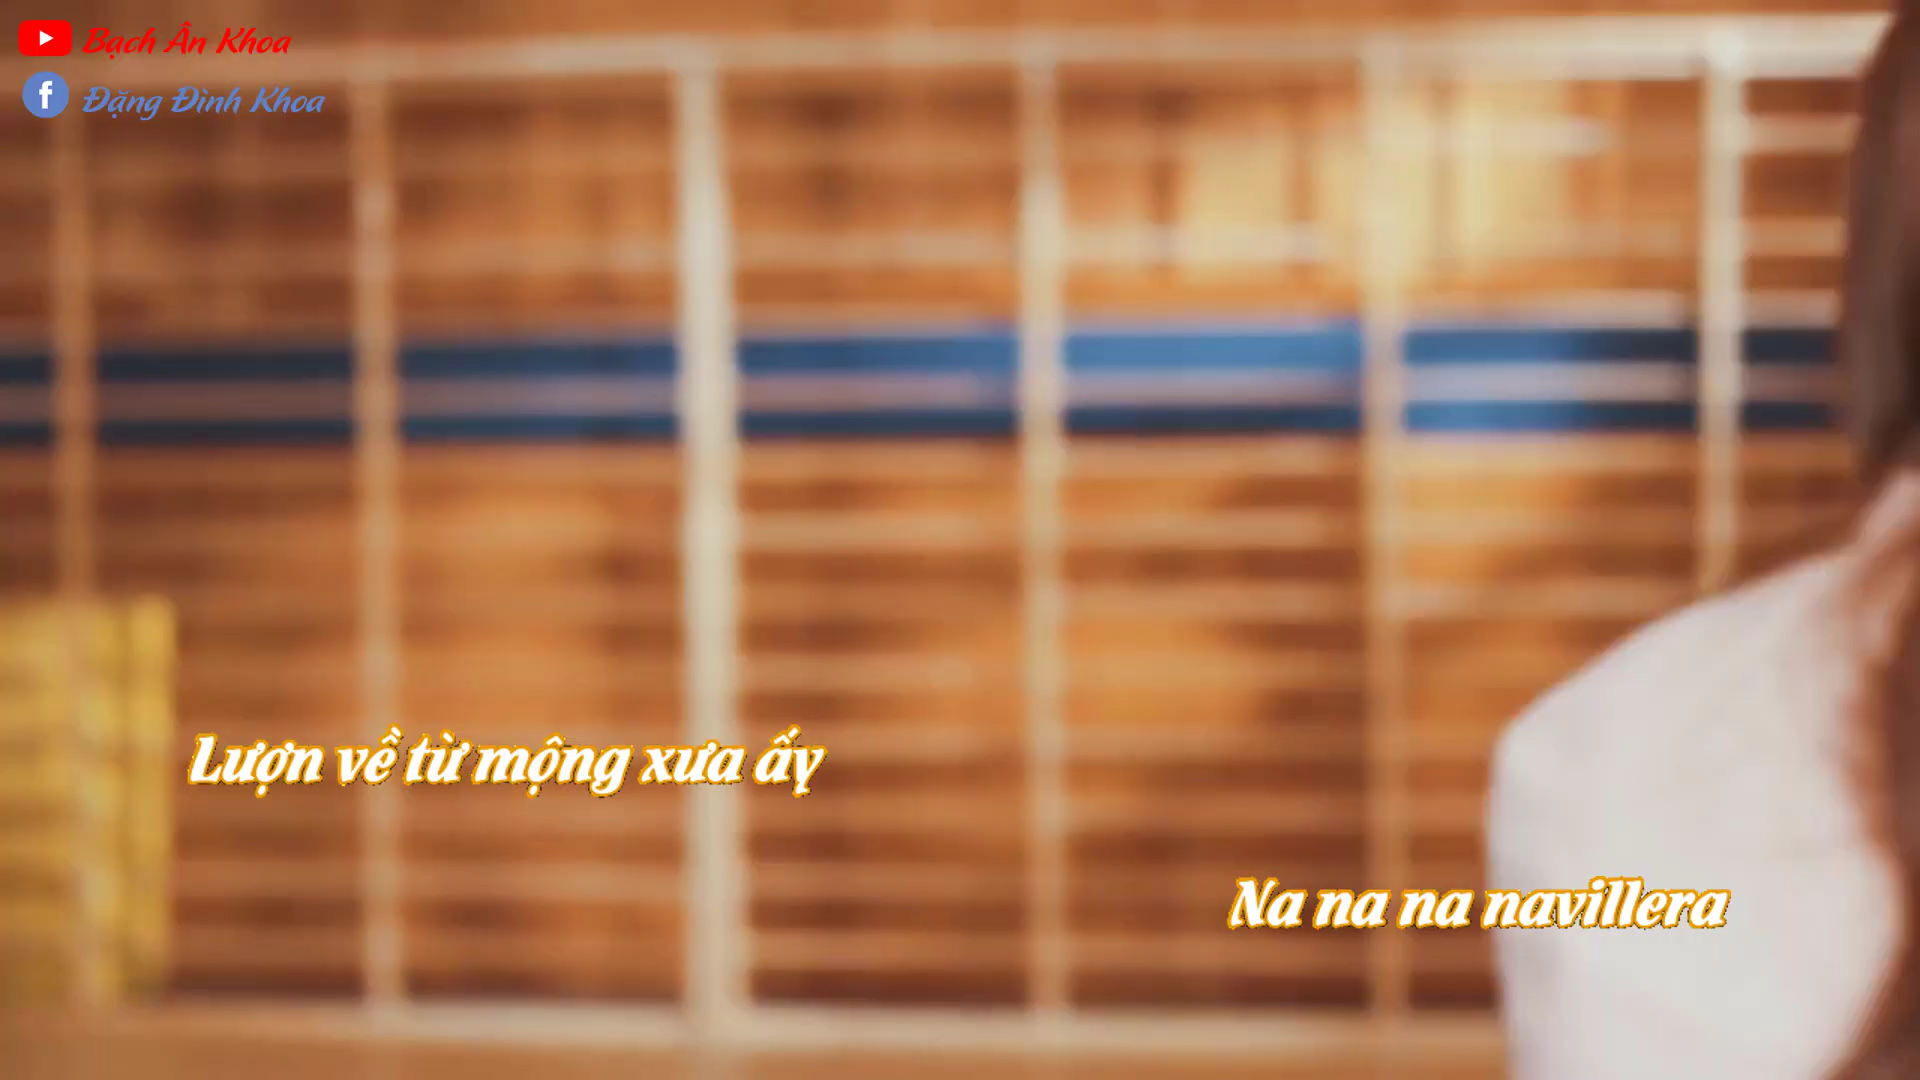 Bạch Ân Khoa
Đặng Đình Khoa
Lượn về từ mộng xưa ấy
Na na na navillera